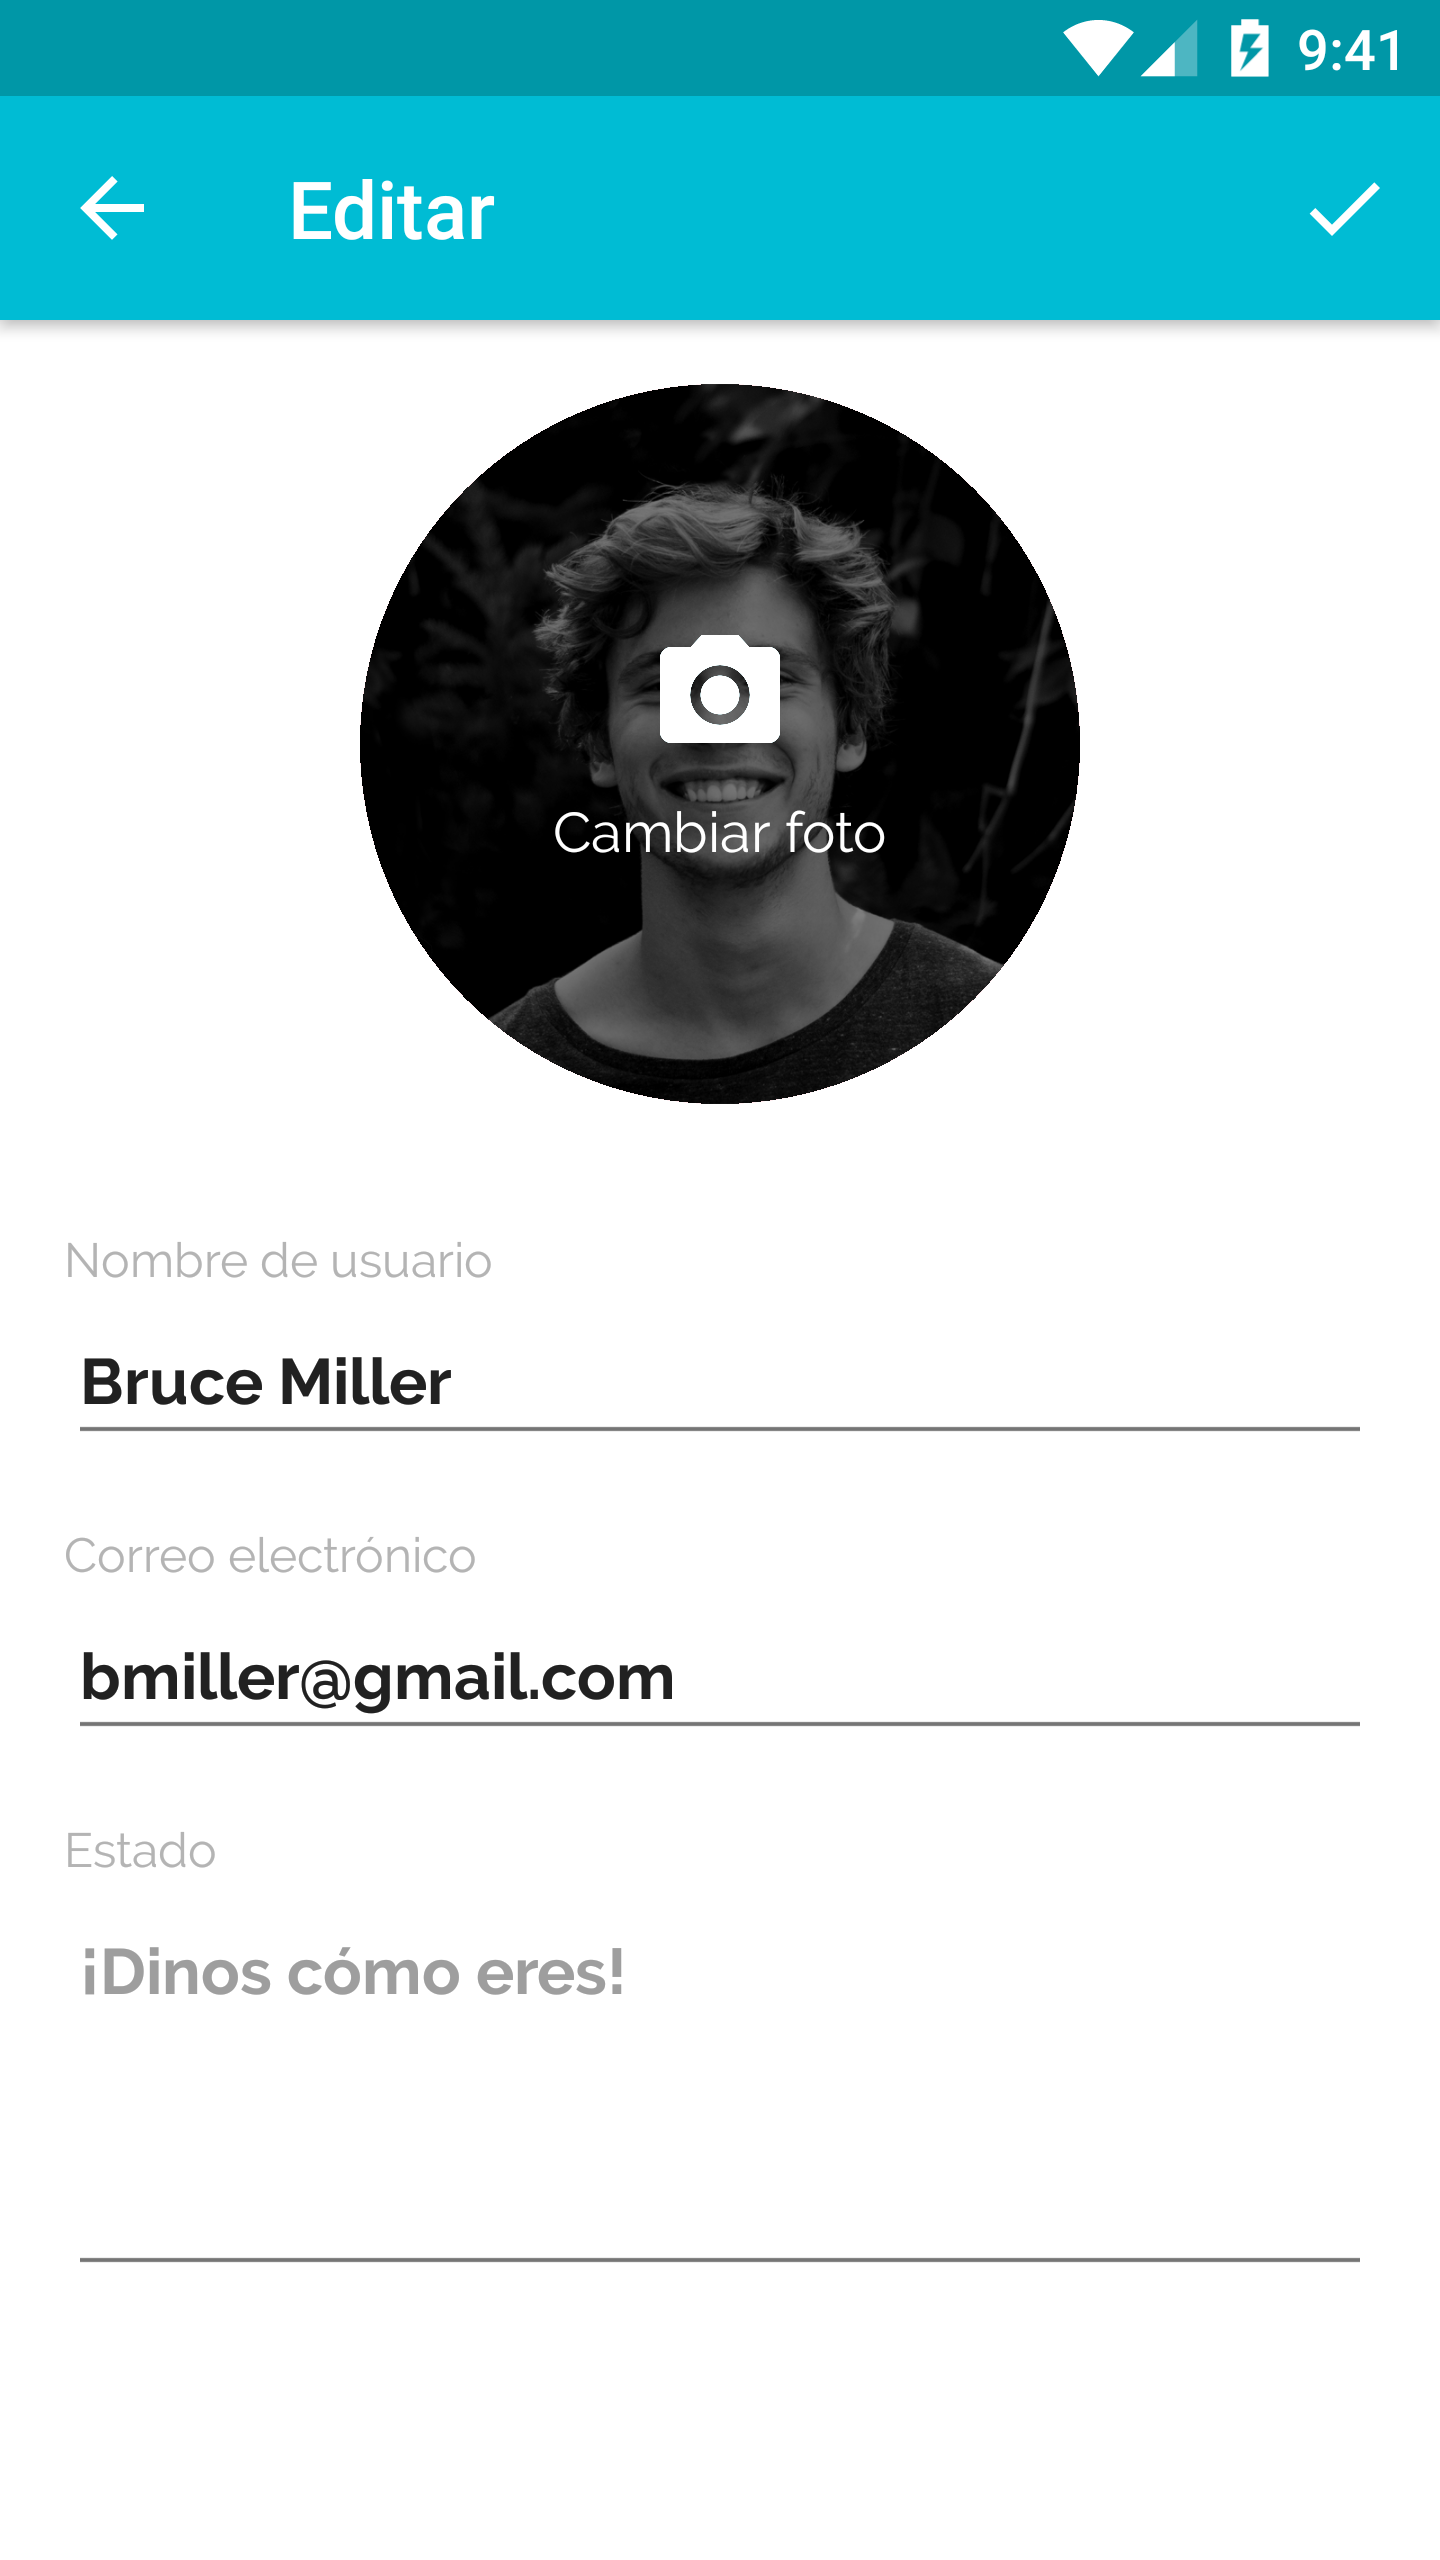 9:41
Editar
Cambiar foto
Nombre de usuario
Bruce Miller
Correo electrónico
bmiller@gmail.com
Estado
¡Dinos cómo eres!